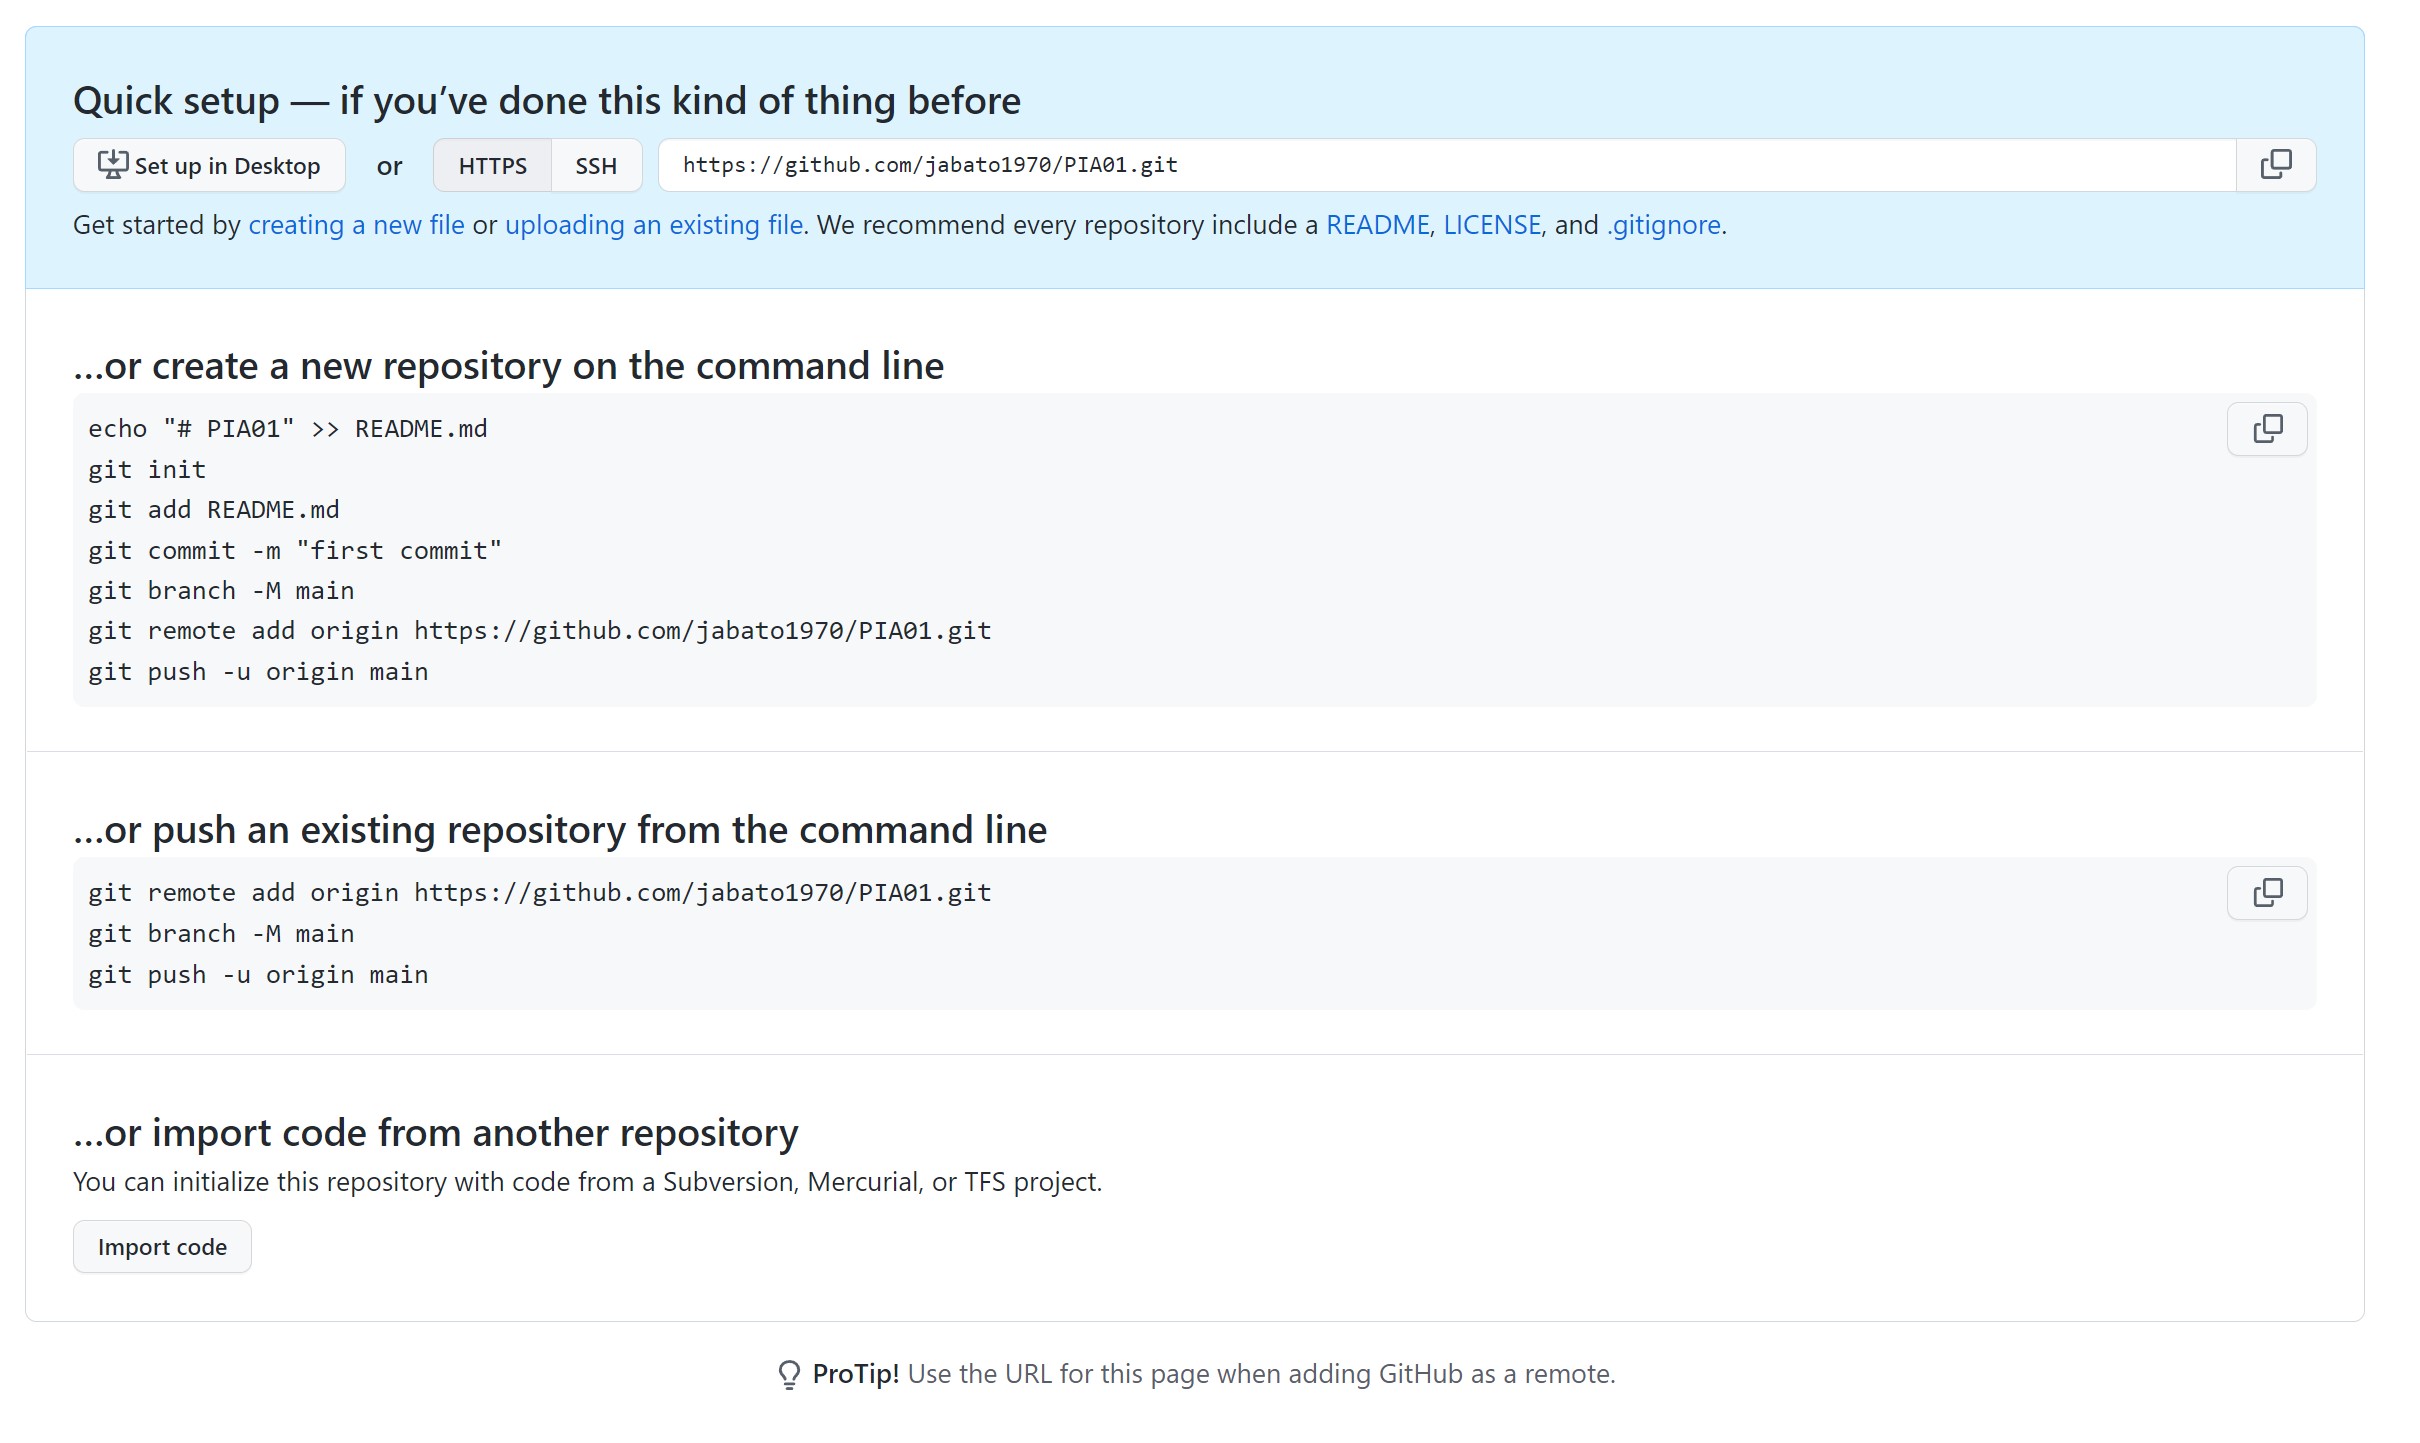 Quick setup — if you’ve done this kind of thing before
Set up in Desktop or HTTPS SSH https://github.com/jabato1970/PIA01.git
Get started by creating a new file or uploading an existing file. We recommend every repository include a README, LICENSE, and .gitignore.
…or create a new repository on the command line
echo "# PIA01" >> README.md
git init
git add README.md
git commit -m "first commit"
git branch -M main
git remote add origin https://github.com/jabato1970/PIA01.git
git push -u origin main
…or push an existing repository from the command line
git remote add origin https://github.com/jabato1970/PIA01.git
git branch -M main
git push -u origin main
…or import code from another repository
You can initialize this repository with code from a Subversion, Mercurial, or TFS project.
Import code
ProTip! Use the URL for this page when adding GitHub as a remote.